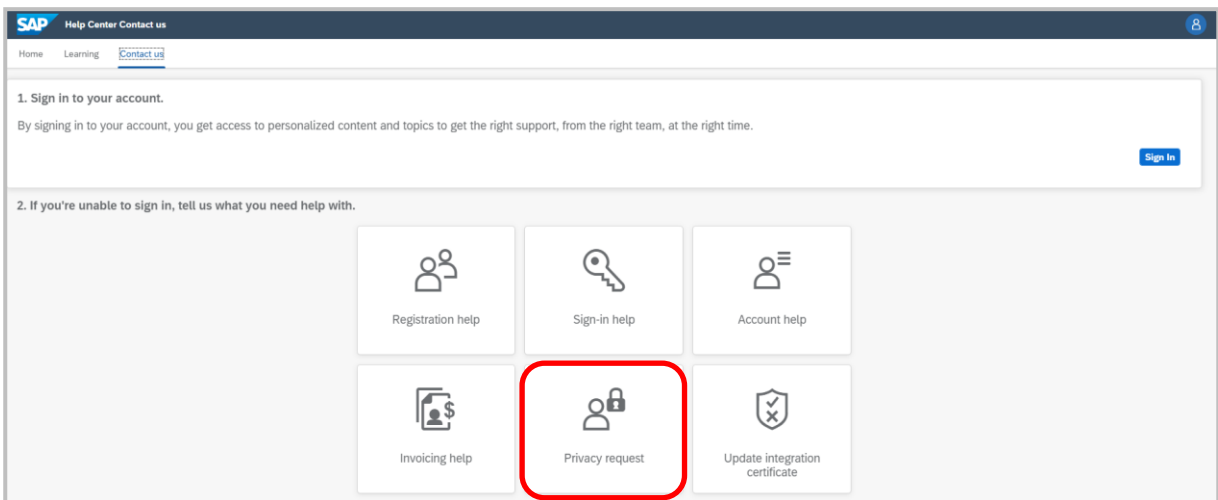 SAP Help Center Contact us
Home Learning Contact us
1. Sign in to your account.
By signing in to your account, you get access to personalized content and topics to get the right support, from the right team, at the right time.
Sign In
2. If you're unable to sign in, tell us what you need help with.
Registration help
Sign-in help
Account help
Invoicing help
Privacy request
Update integration
certificate